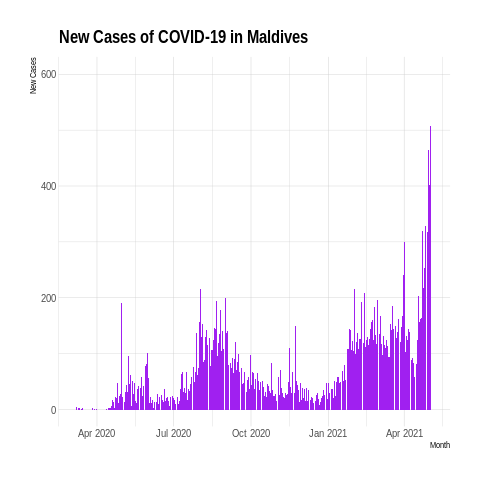 New Cases of COVID-19 in Maldives
New Cases
600
400
200
0
Apr 2020
Jul 2020
Oct 2020
Jan 2021
Apr 2021
Month